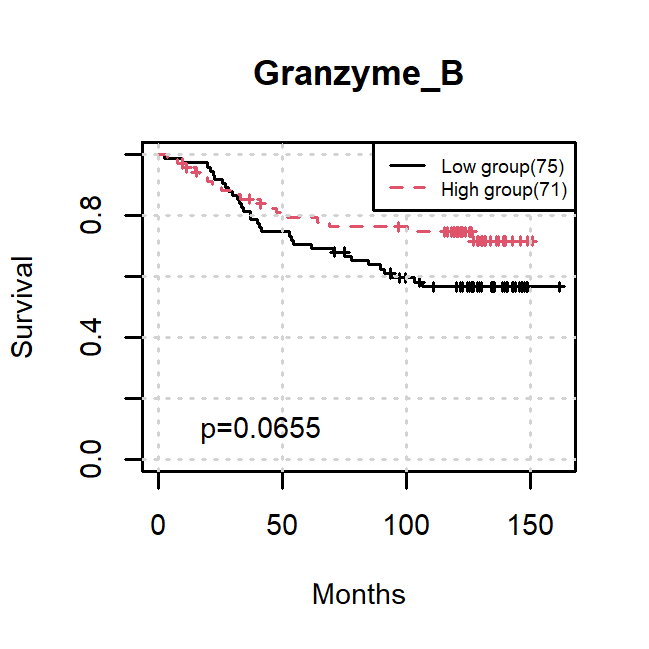 Granzyme_B
Low group(75)
High group(71)
0.8
0.4
0.0
Survival
p=0.0655
0 50 100 150
Months